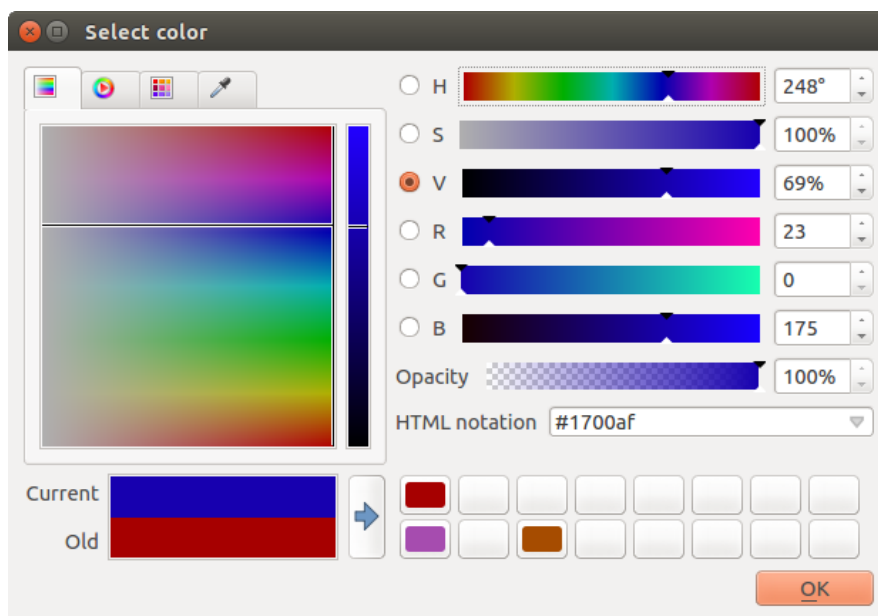 Select color
H 248°
S 100%
V 69%
R 23
G 0
B 175
Opacity 100%
HTML notation #1700af
Current
Old
OK